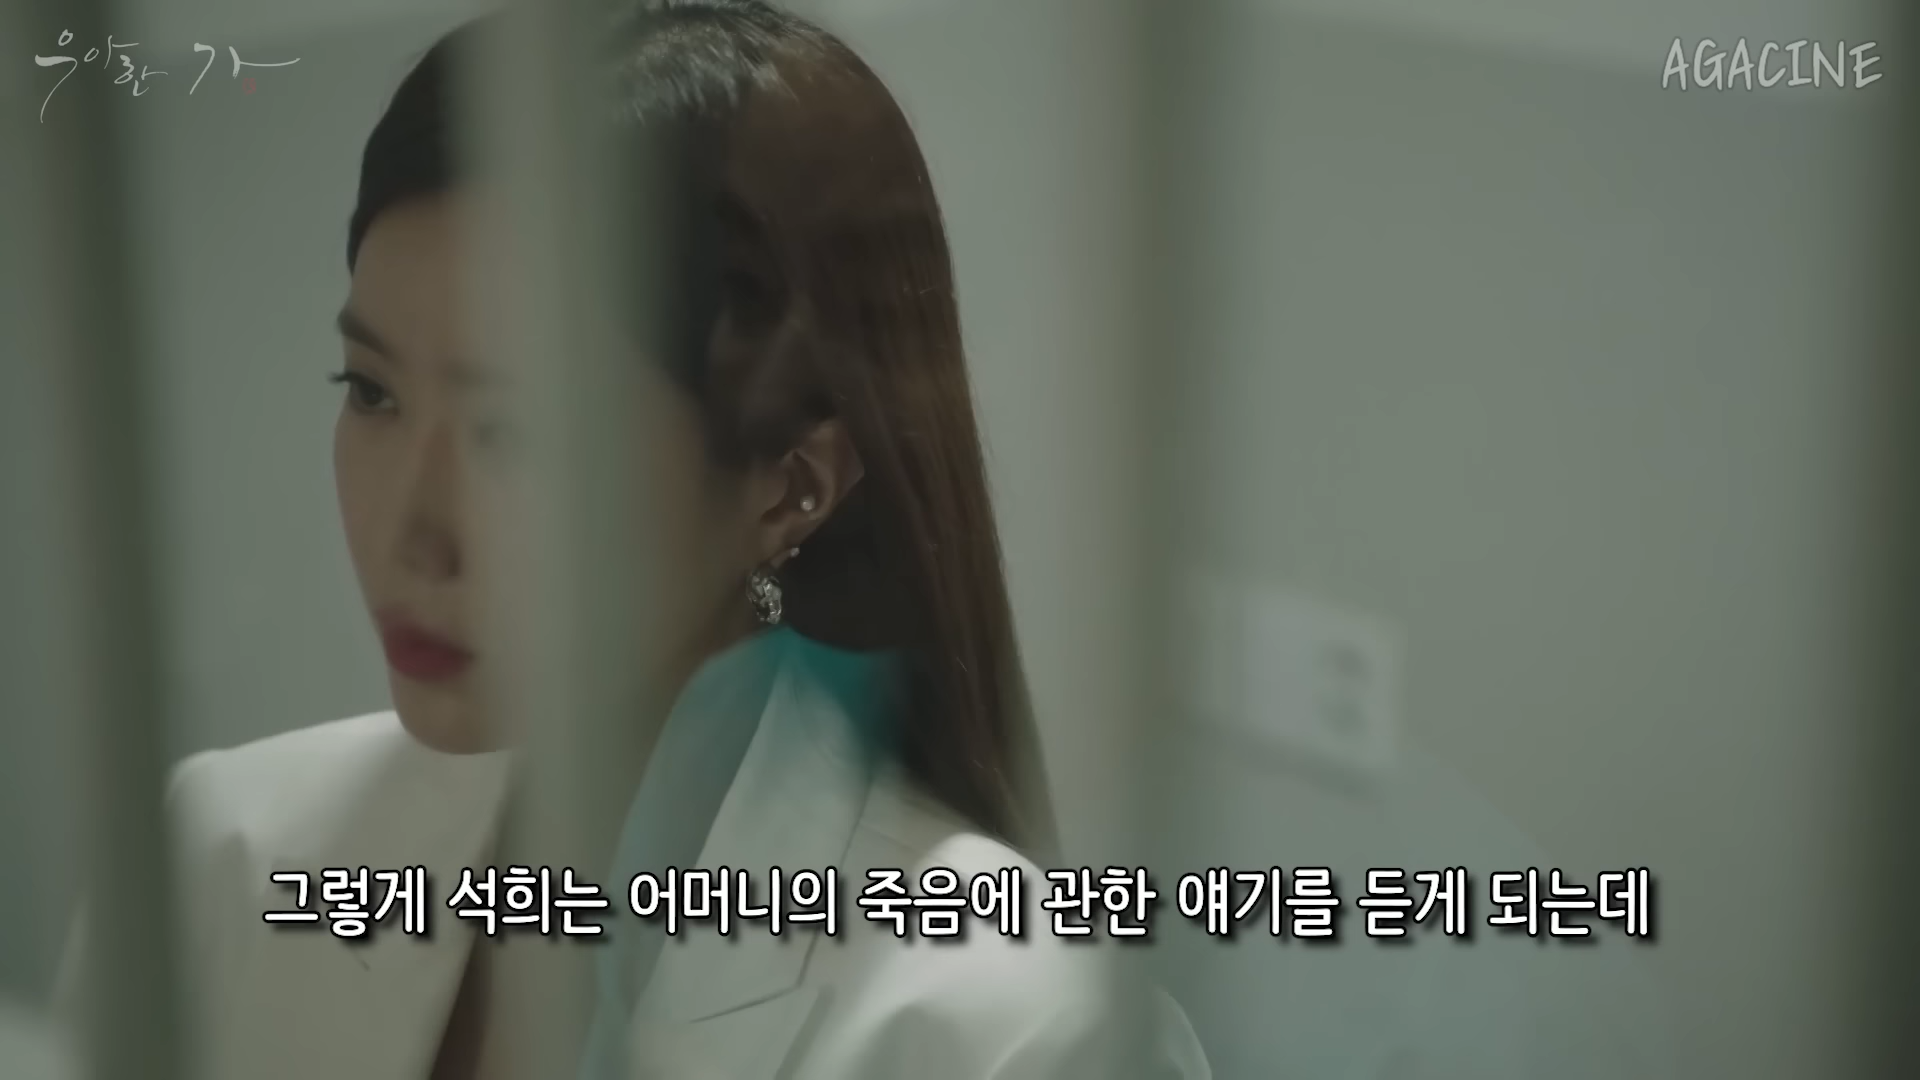 우아한 가
AGACINE
그렇게 석희는 어머니의 죽음에 관한 얘기를 듣게 되는데